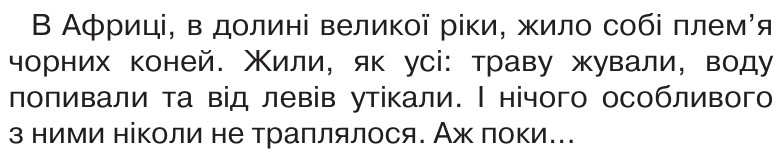 В Африці, в долині великої ріки, жило собі плем’я
чорних коней. Жили, як усі: траву жували, воду
попивали та від левів утікали. І нічого особливого
з ними ніколи не траплялося. Аж поки...